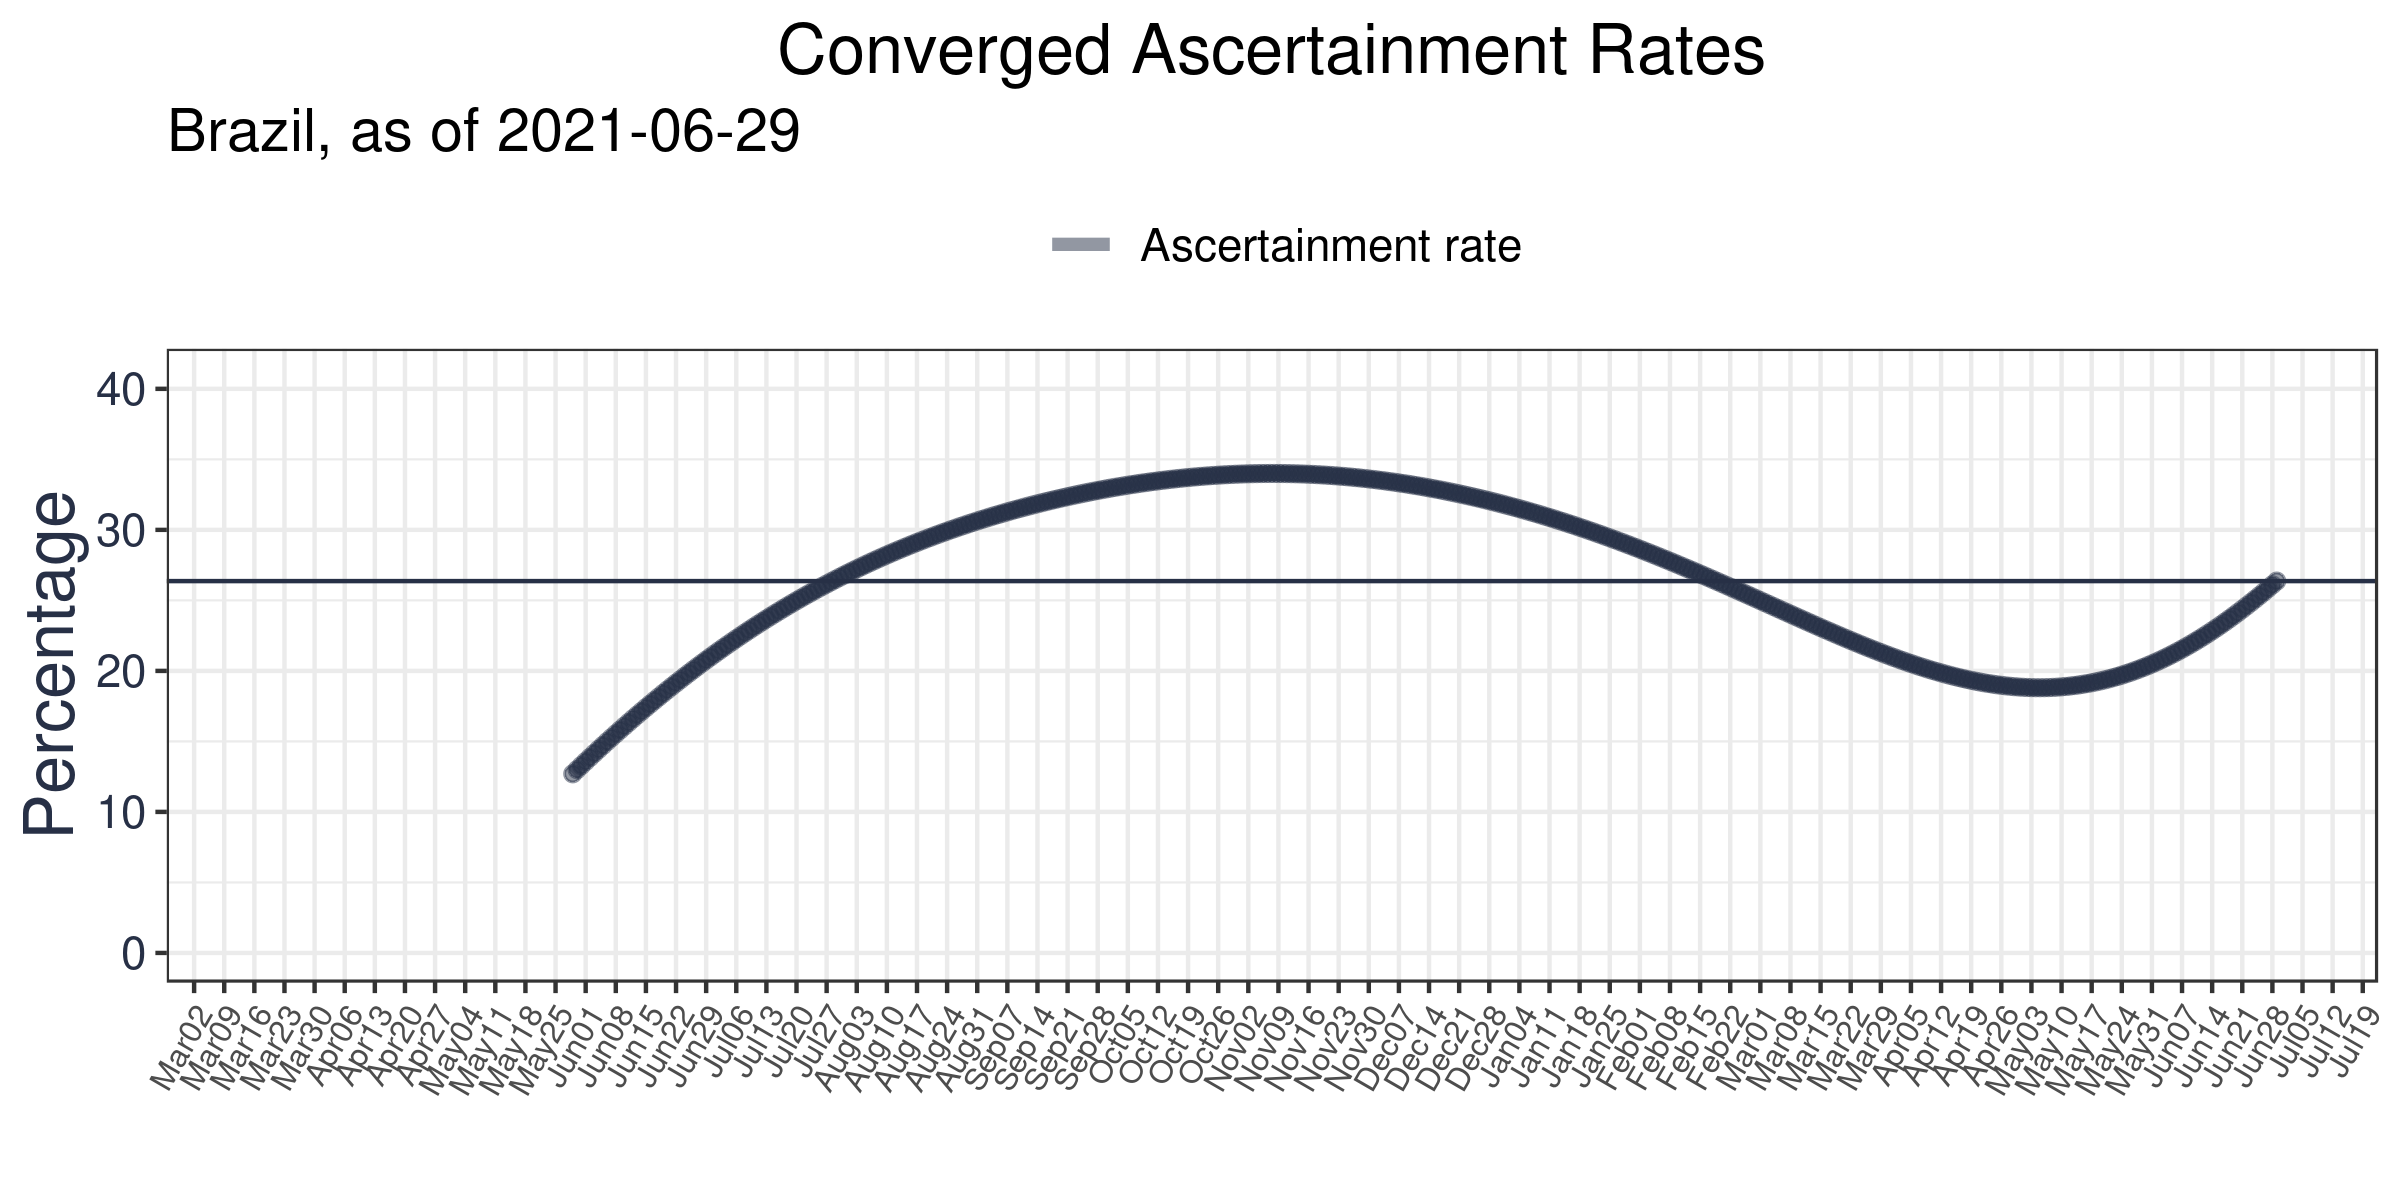 Converged Ascertainment Rates
Brazil, as of 2021-06-29
Ascertainment rate
Percentage
40
30
20
10
0
Mar02
Mar09
Mar16
Mar23
Mar30
Apr06
Apr13
Apr20
Apr27
May04
May11
May18
May25
Jun01
Jun08
Jun15
Jun22
Jun29
Jul06
Jul13
Jul20
Jul27
Aug03
Aug10
Aug17
Aug24
Aug31
Sep07
Sep14
Sep21
Sep28
Oct05
Oct12
Oct19
Oct26
Nov02
Nov09
Nov16
Nov23
Nov30
Dec07
Dec14
Dec21
Dec28
Jan04
Jan11
Jan18
Jan25
Feb01
Feb08
Feb15
Feb22
Mar01
Mar08
Mar15
Mar22
Mar29
Apr05
Apr12
Apr19
Apr26
May03
May10
May17
May24
May31
Jun07
Jun14
Jun21
Jun28
Jul05
Jul12
Jul19